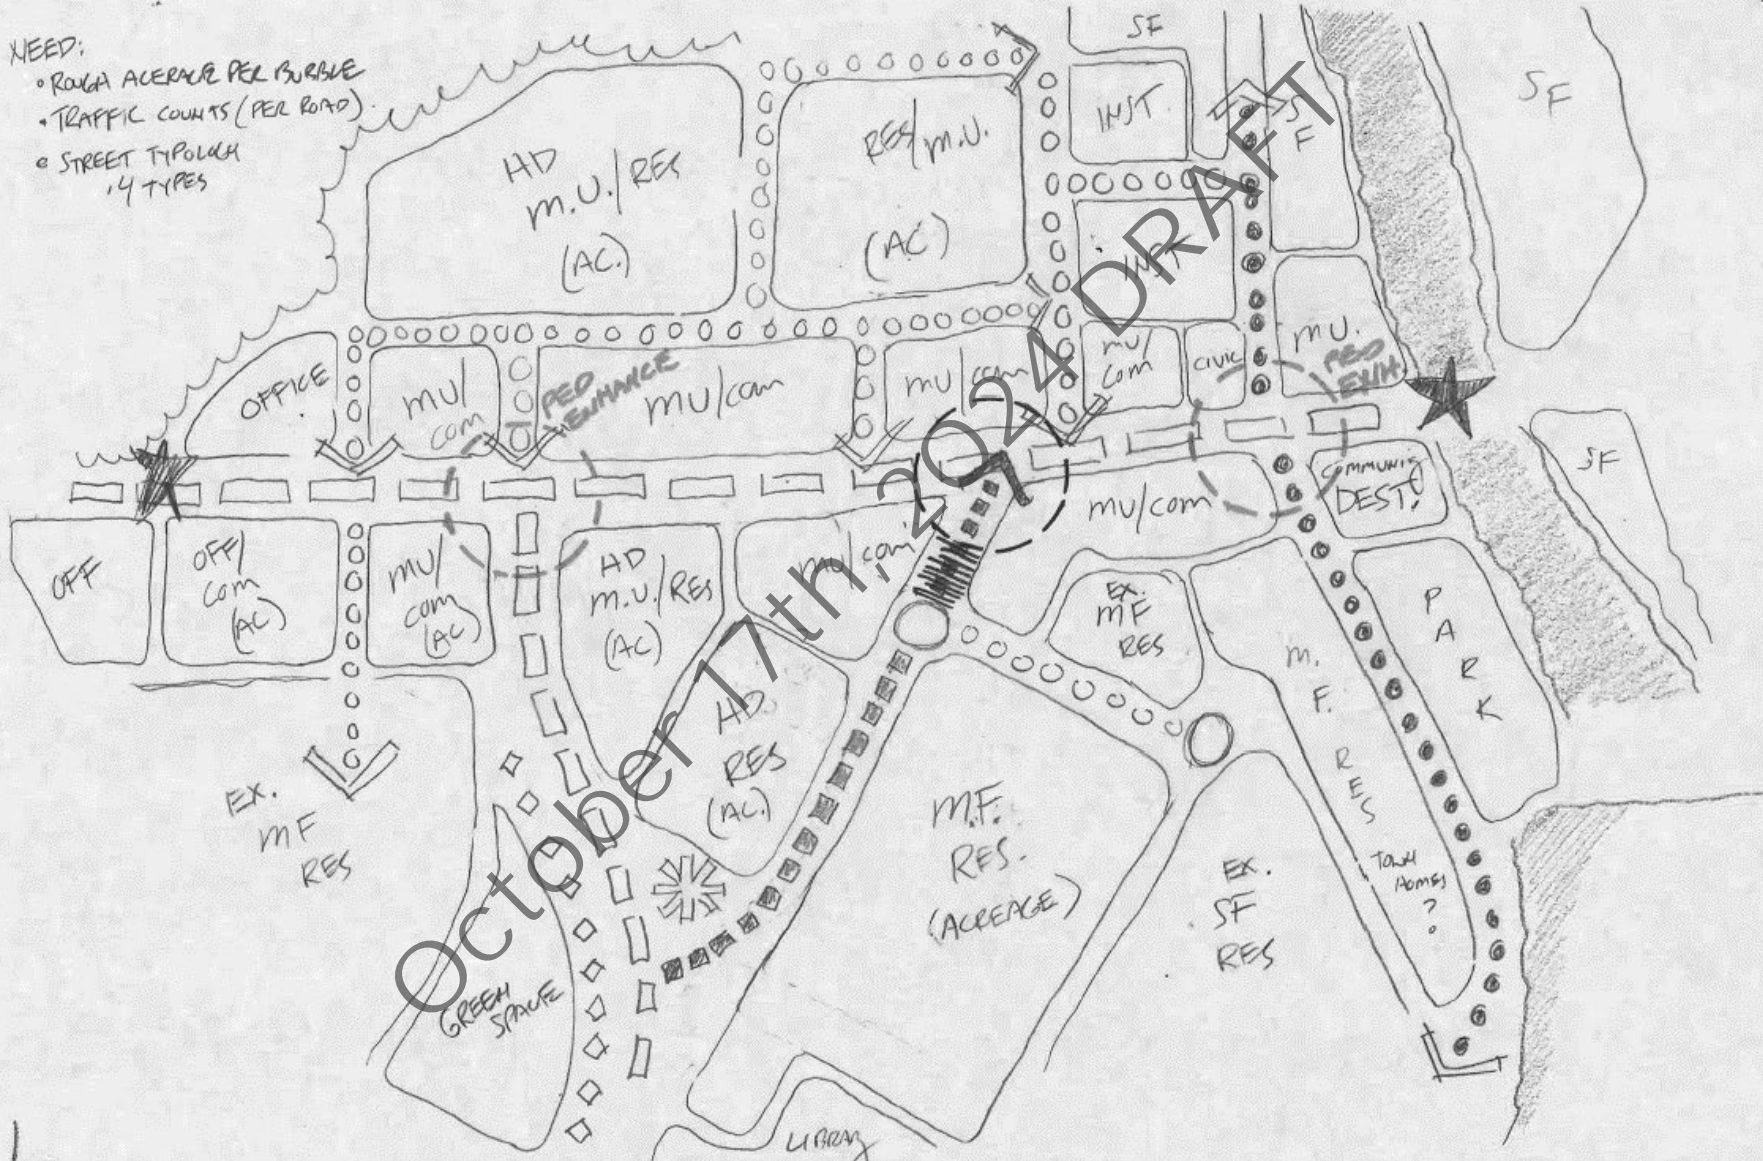 NEED:
• ROUGH ACERAGE PER BUBBLE
• TRAFFIC COUNTS (PER ROAD).
• STREET TYPOLOGY
• 4 TYPES
SF
INST.
SF
SF
HD
M.U./RES
(AC.)
RES/M.U.
(AC)
INST
OFFICE
MU/
COM
PED
ENHANCE
MU/COM
MU/COM
MU/
COM
CIVIC
MU.
PED
ENH.
SF
OFF
OFF/
COM
(AC)
MU/
COM
(AC)
HD
M.U./RES
(AC)
MU/COM
MU/COM
COMMUNITY
DEST.
EX.
MF
RES
PARK
M.F. RES
TOWN
HOMES
?
HD
RES
(AC.)
EX.
MF
RES
M.F.
RES.
(ACREAGE)
EX.
SF
RES
GREEN
SPACE
LIBRARY
October 17th, 2024 DRAFT